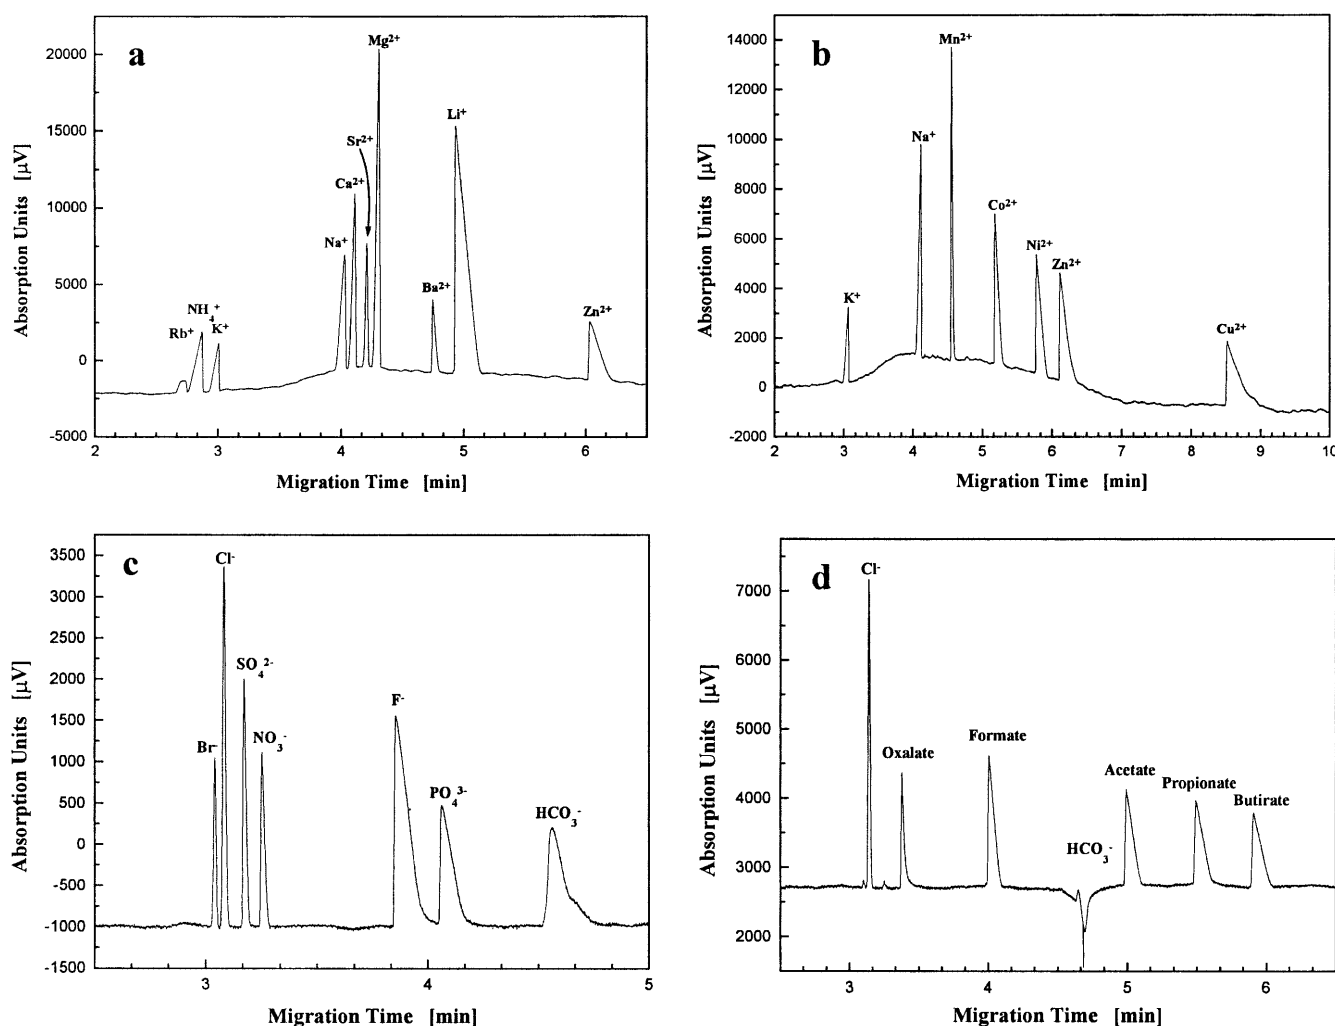 a
20000
15000
10000
5000
0
-5000
2
3
4
5
6
Absorption Units [µV]
Migration Time [min]
Rb⁺
NH₄⁺
K⁺
Na⁺
Ca²⁺
Sr²⁺
Mg²⁺
Ba²⁺
Li⁺
Zn²⁺
b
14000
12000
10000
8000
6000
4000
2000
0
-2000
2
3
4
5
6
7
8
9
10
Absorption Units [µV]
Migration Time [min]
K⁺
Na⁺
Mn²⁺
Co²⁺
Ni²⁺
Zn²⁺
Cu²⁺
c
3500
3000
2500
2000
1500
1000
500
0
-500
-1000
-1500
3
4
5
Absorption Units [µV]
Migration Time [min]
Br⁻
Cl⁻
SO₄²⁻
NO₃⁻
F⁻
PO₄³⁻
HCO₃⁻
d
7000
6000
5000
4000
3000
2000
3
4
5
6
Absorption Units [µV]
Migration Time [min]
Cl⁻
Oxalate
Formate
HCO₃⁻
Acetate
Propionate
Butirate